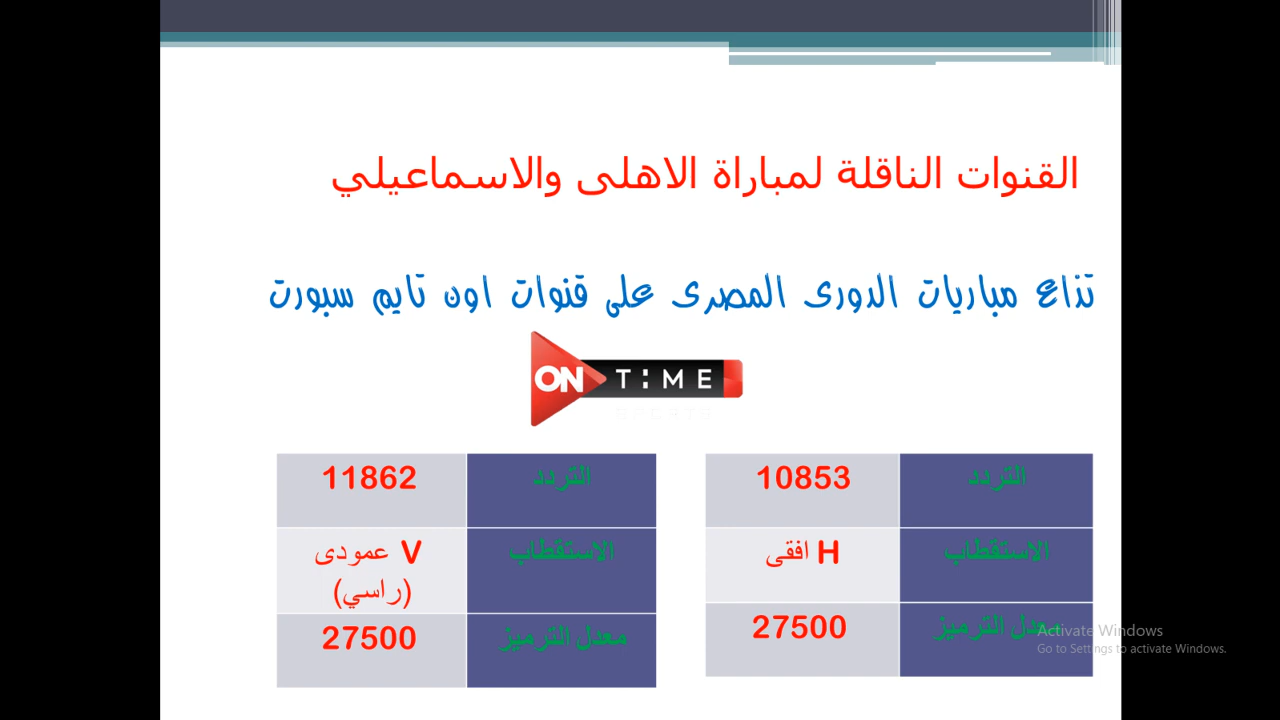 القنوات الناقلة لمباراة الاهلى والاسماعيلي
تذاع مباريات الدورى المصرى على قنوات اون تايم سبورت
ON TIME
SPORTS
التردد 10853
الاستقطاب H افقى
معدل الترميز 27500
التردد 11862
الاستقطاب V عمودى
(راسي)
معدل الترميز 27500
Activate Windows
Go to Settings to activate Windows.